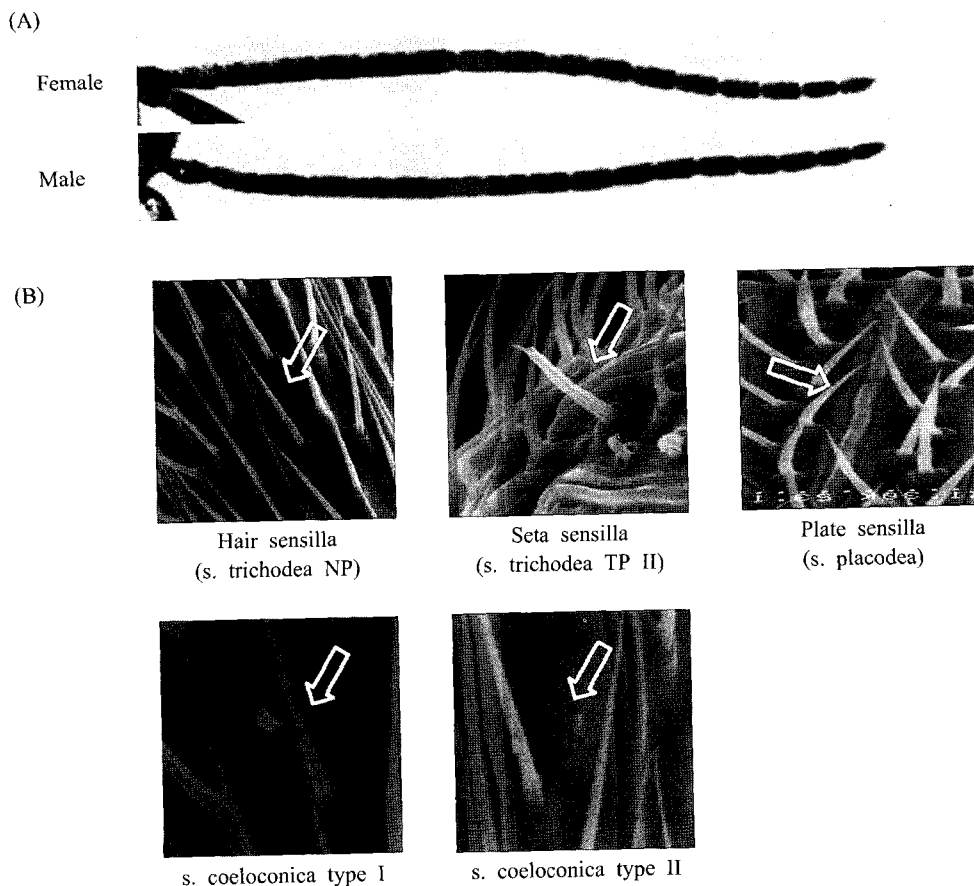 (A)
Female
Male
(B)
Hair sensilla
(s. trichodea NP)
Seta sensilla
(s. trichodea TP II)
Plate sensilla
(s. placodea)
s. coeloconica type I
s. coeloconica type II